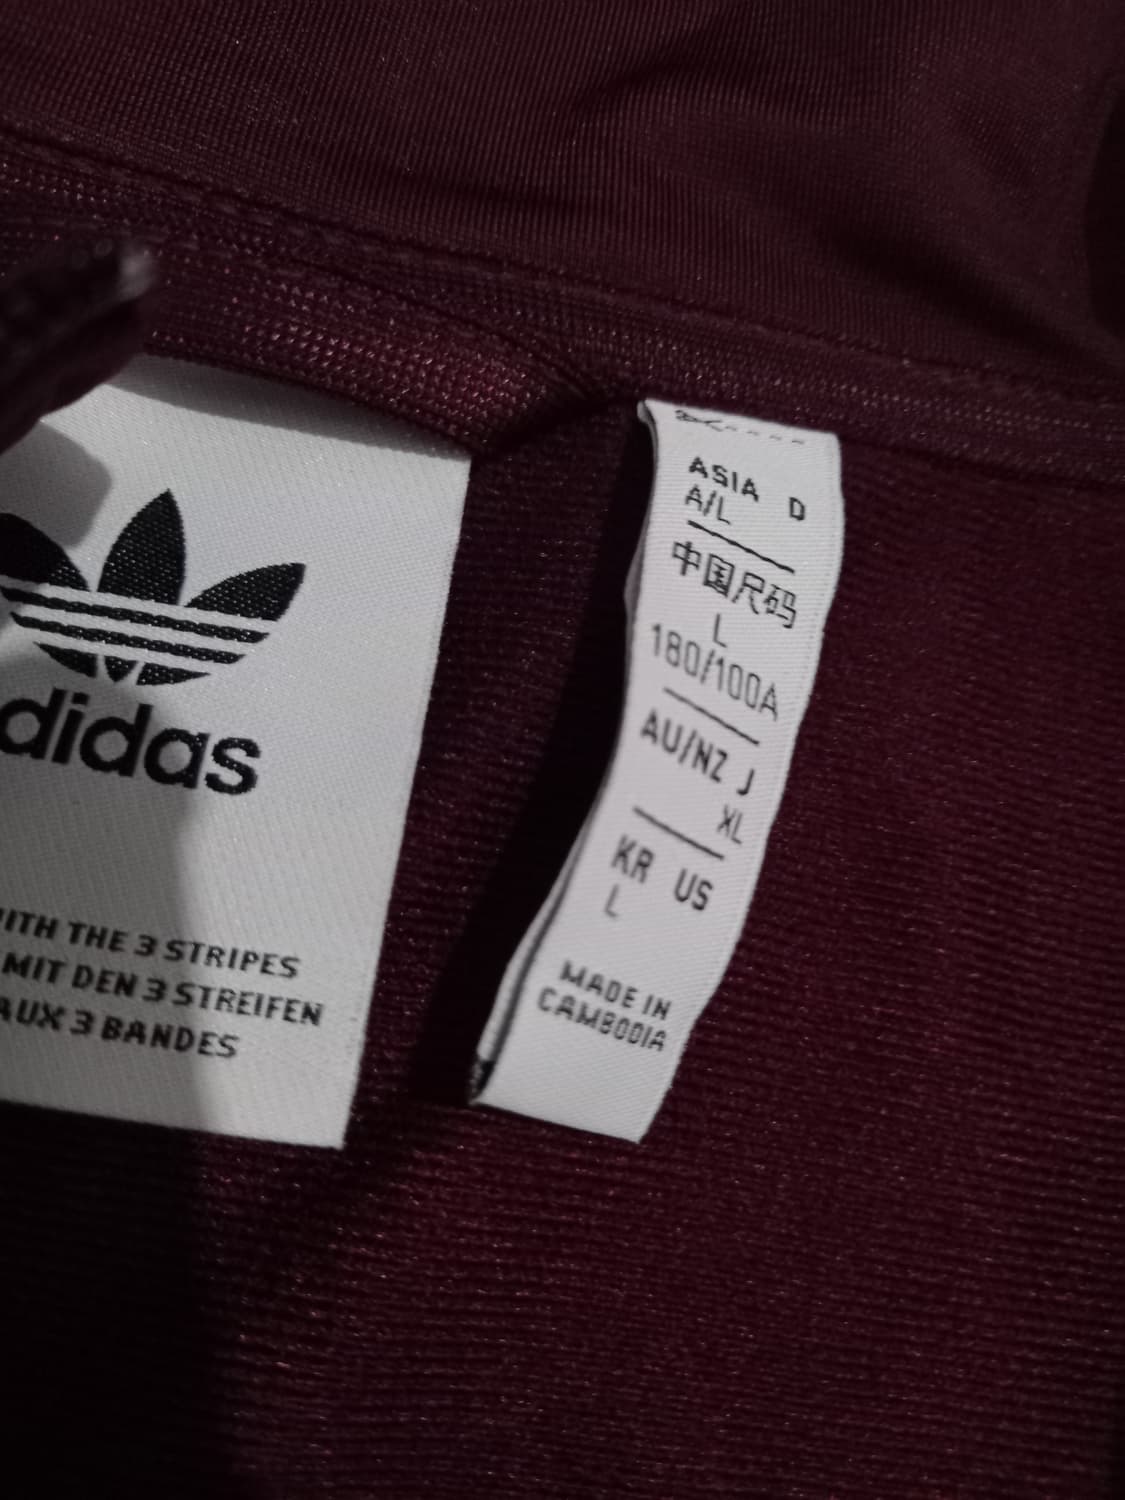 adidas
WITH THE 3 STRIPES
MIT DEN 3 STREIFEN
AUX 3 BANDES
ASIA D
A/L
中国尺码
L
180/100A
AU/NZ J
XL
KR US
L
MADE IN
CAMBODIA